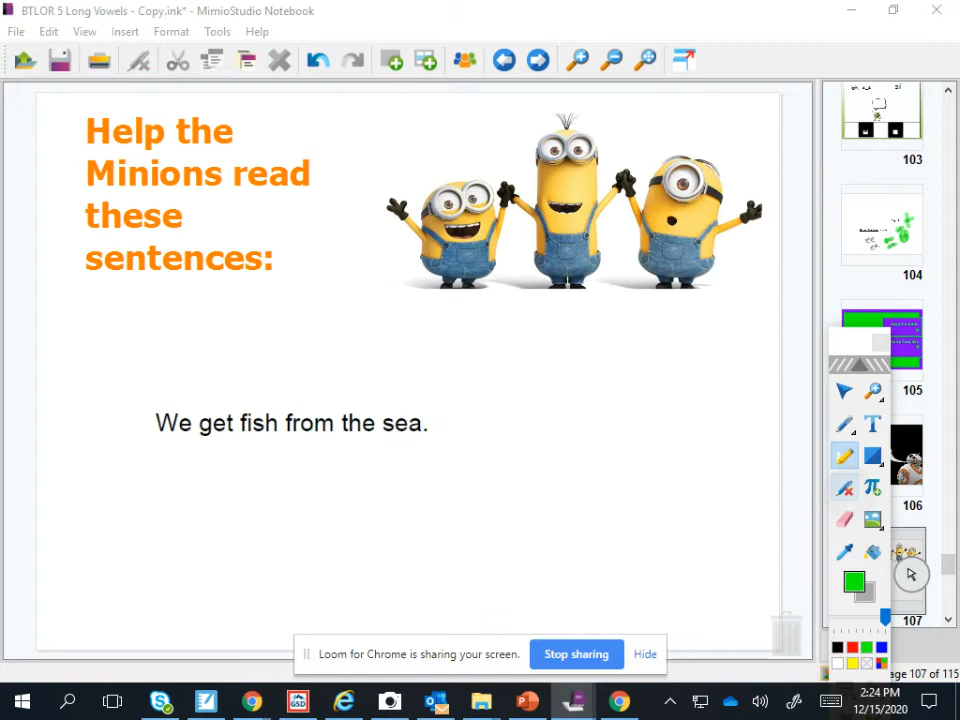 BTLOR 5 Long Vowels - Copy.ink* - MimioStudio Notebook
File Edit View Insert Format Tools Help
Help the
Minions read
these
sentences:
We get fish from the sea.
103
104
105
106
107
Loom for Chrome is sharing your screen. Stop sharing Hide
age 107 of 115
GSD
2:24 PM
12/15/2020